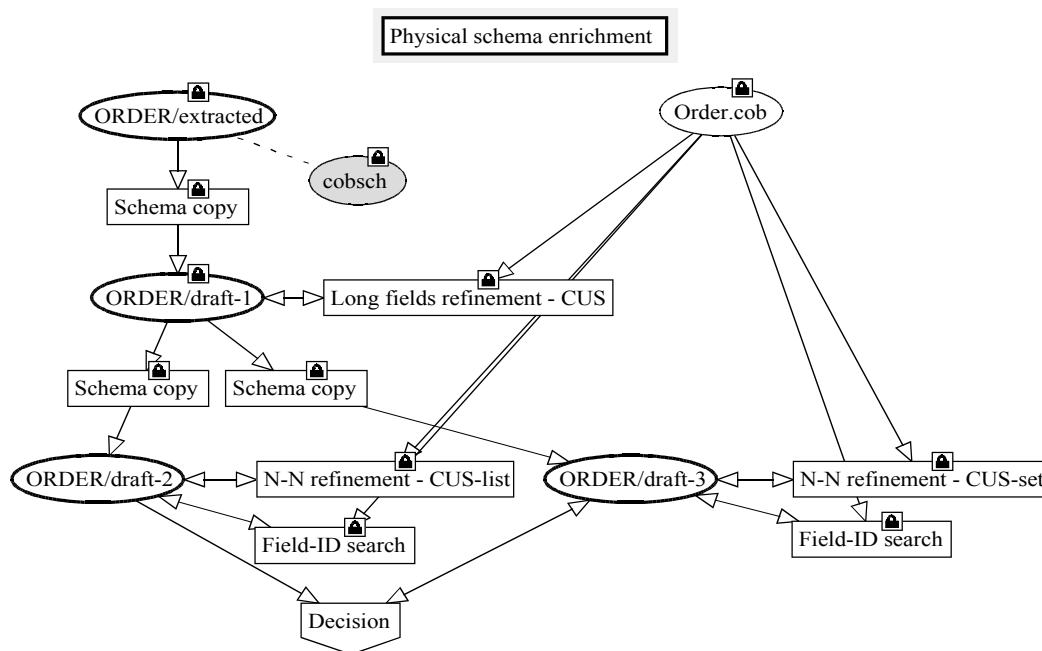 Physical schema enrichment
ORDER/extracted
Order.cob
cobsch
Schema copy
ORDER/draft-1
Long fields refinement - CUS
Schema copy
Schema copy
ORDER/draft-2
N-N refinement - CUS-list
ORDER/draft-3
N-N refinement - CUS-set
Field-ID search
Field-ID search
Decision